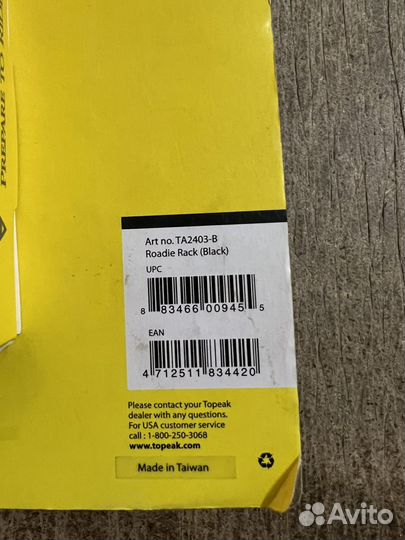 PREPARE TO
Art no. TA2403-B
Roadie Rack (Black)
UPC
8 83466 00945 5
EAN
4 712511 834420
Please contact your Topeak
dealer with any questions.
For USA customer service
call : 1-800-250-3068
www.topeak.com
Made in Taiwan
Avito